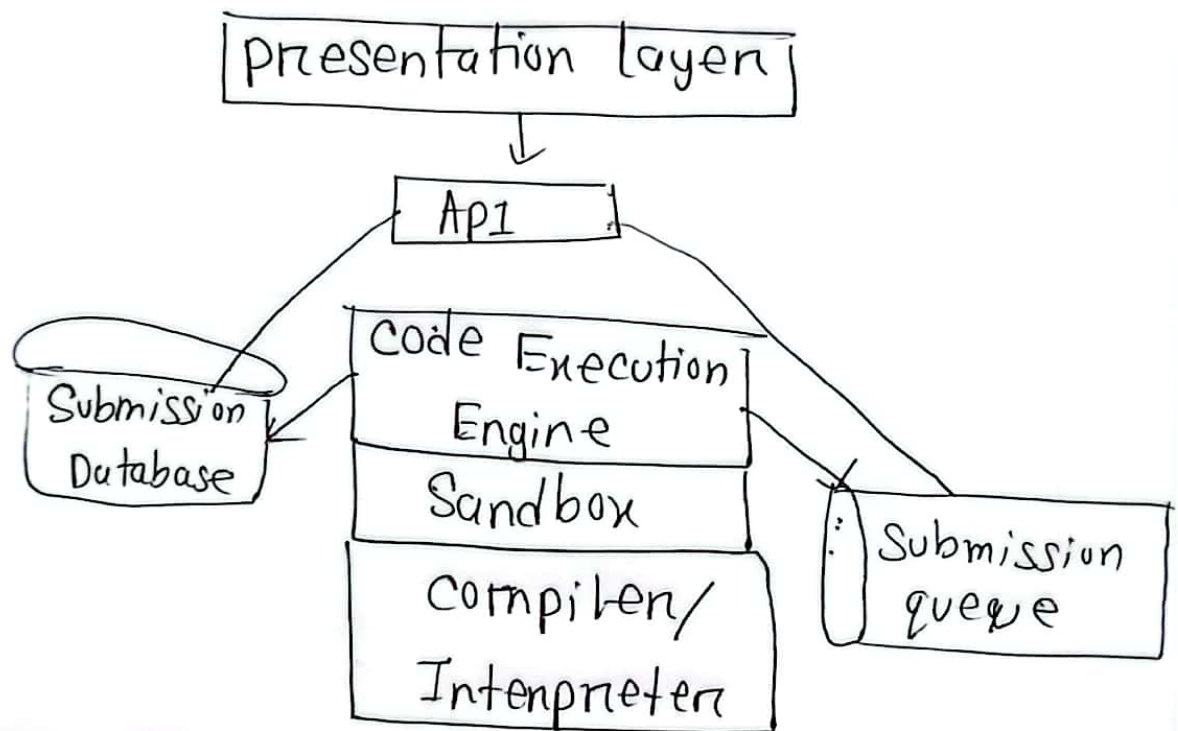 presentation layer
API
Code Execution
Engine
Submission
Database
Sandbox
Submission
queue
Compiler/
Interpreter